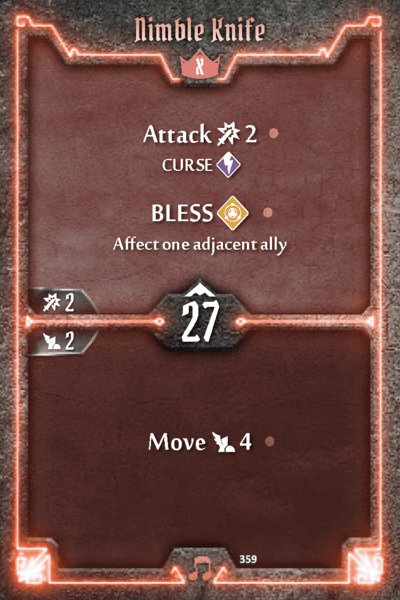 Nimble Knife
X
Attack 2
CURSE
BLESS
Affect one adjacent ally
2
27
2
Move 4
359